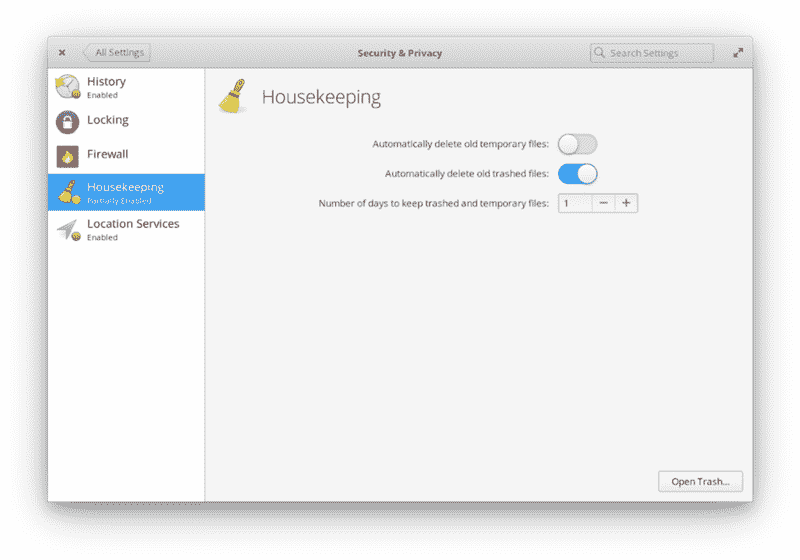 All Settings
Security & Privacy
Search Settings
History
Enabled
Locking
Firewall
Housekeeping
Partially Enabled
Location Services
Enabled
Housekeeping
Automatically delete old temporary files:
Automatically delete old trashed files:
Number of days to keep trashed and temporary files: 1
Open Trash...